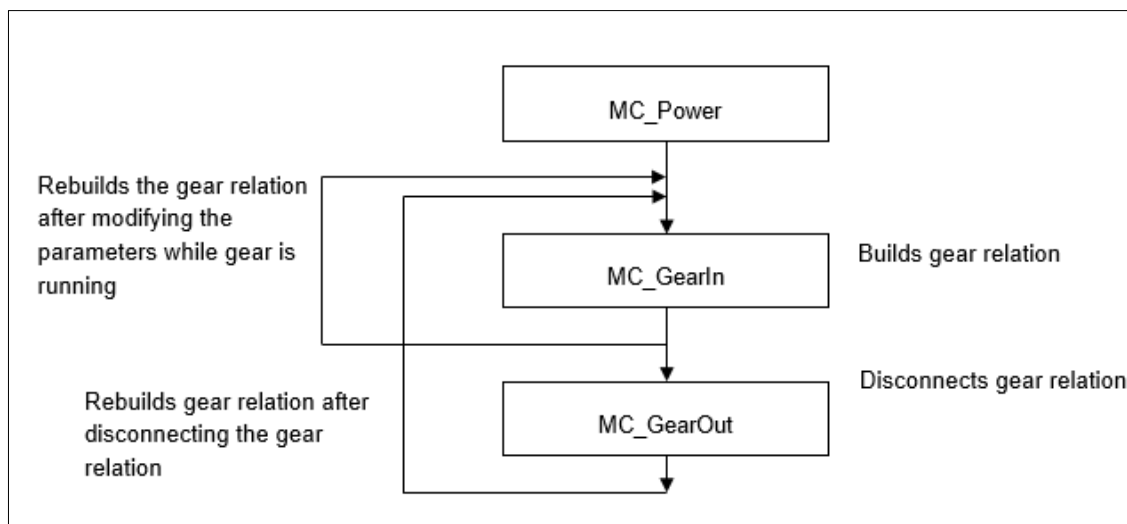 MC_Power
Rebuilds the gear relation
after modifying the
parameters while gear is
running
MC_GearIn
Builds gear relation
Rebuilds gear relation after
disconnecting the gear
relation
MC_GearOut
Disconnects gear relation